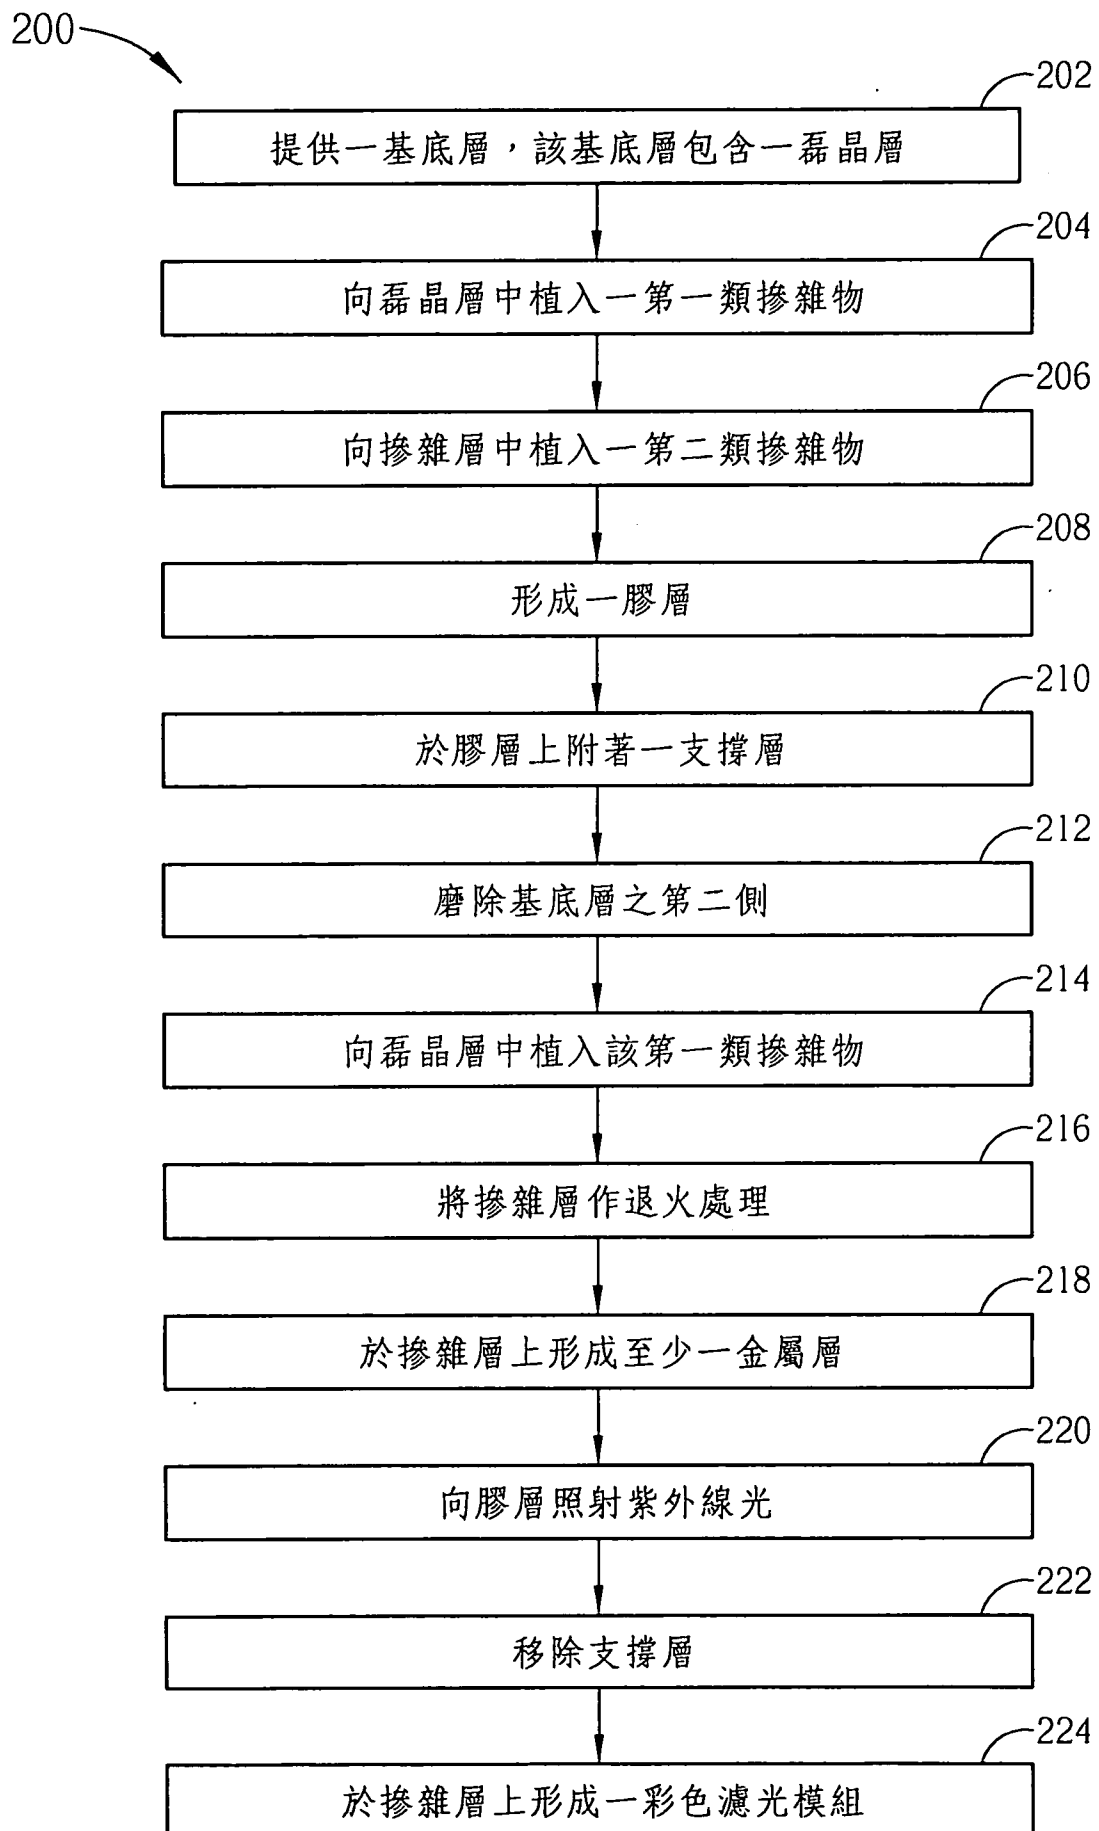 200
202
提供一基底層，該基底層包含一磊晶層
204
向磊晶層中植入一第一類摻雜物
206
向摻雜層中植入一第二類摻雜物
208
形成一膠層
210
於膠層上附著一支撐層
212
磨除基底層之第二側
214
向磊晶層中植入該第一類摻雜物
216
將摻雜層作退火處理
218
於摻雜層上形成至少一金屬層
220
向膠層照射紫外線光
222
移除支撐層
224
於摻雜層上形成一彩色濾光模組